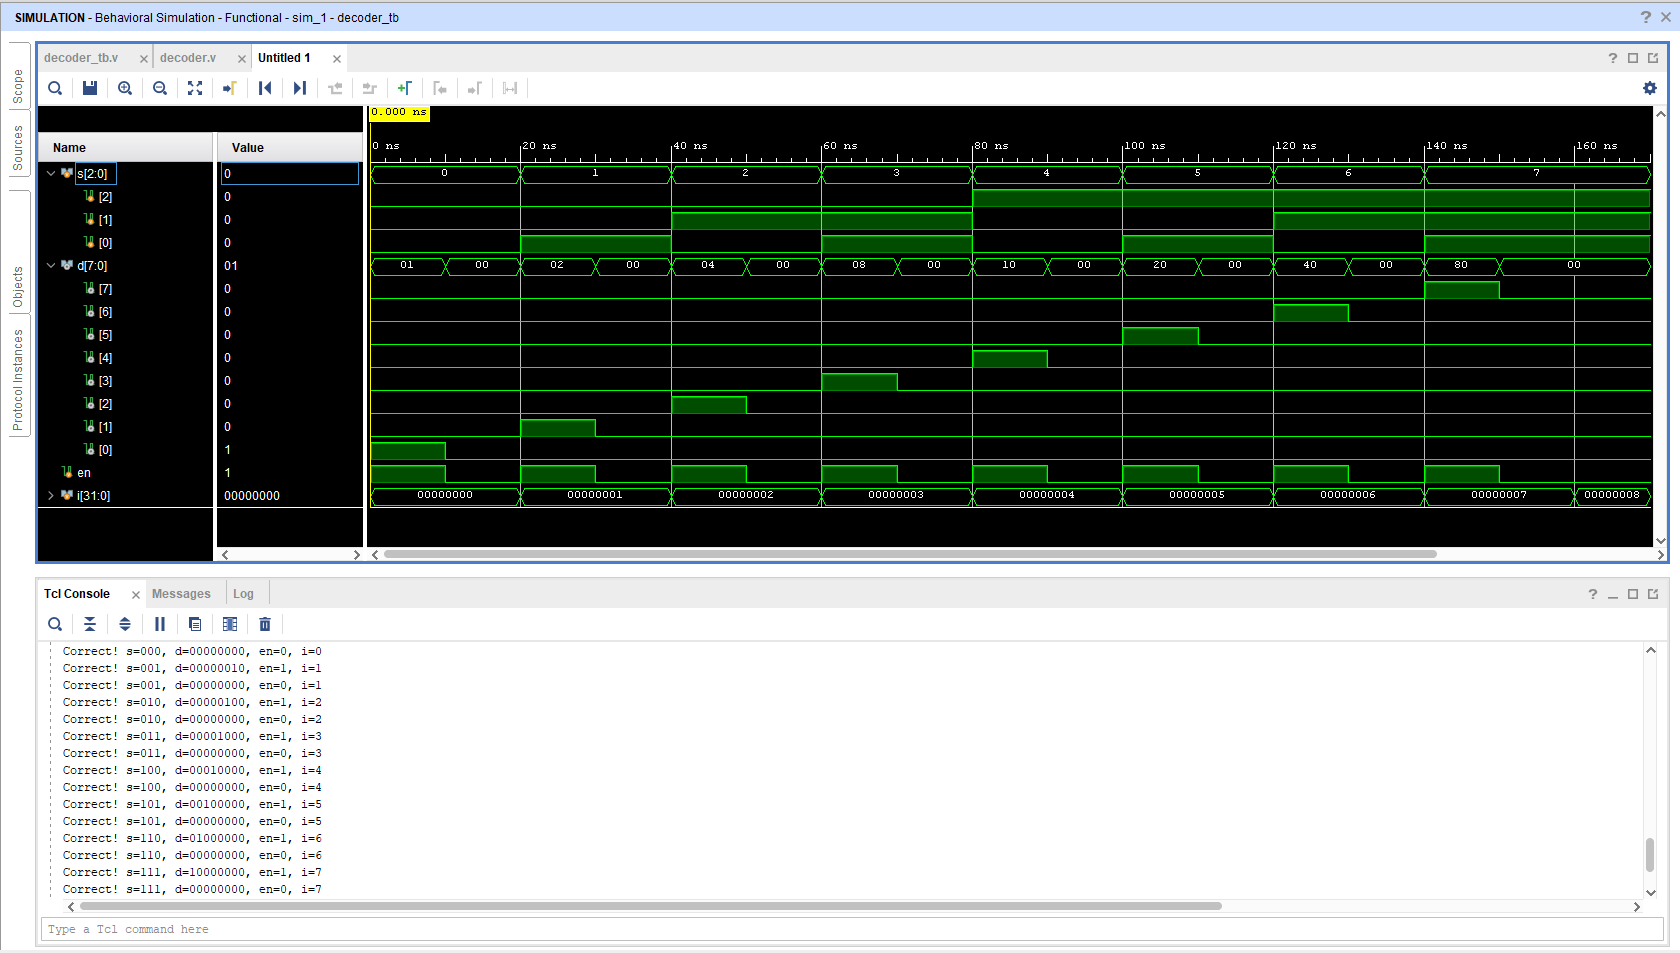 SIMULATION - Behavioral Simulation - Functional - sim_1 - decoder_tb
Scope
Sources
Objects
Protocol Instances
decoder_tb.v decoder.v Untitled 1
0.000 ns
Name Value
0 ns 20 ns 40 ns 60 ns 80 ns 100 ns 120 ns 140 ns 160 ns
s[2:0] 0 0 1 2 3 4 5 6 7
[2] 0
[1] 0
[0] 0
d[7:0] 01 01 00 02 00 04 00 08 00 10 00 20 00 40 00 80 00
[7] 0
[6] 0
[5] 0
[4] 0
[3] 0
[2] 0
[1] 0
[0] 1
en 1
i[31:0] 00000000 00000000 00000001 00000002 00000003 00000004 00000005 00000006 00000007 00000008
Tcl Console Messages Log
Correct! s=000, d=00000000, en=0, i=0
Correct! s=001, d=00000010, en=1, i=1
Correct! s=001, d=00000000, en=0, i=1
Correct! s=010, d=00000100, en=1, i=2
Correct! s=010, d=00000000, en=0, i=2
Correct! s=011, d=00001000, en=1, i=3
Correct! s=011, d=00000000, en=0, i=3
Correct! s=100, d=00010000, en=1, i=4
Correct! s=100, d=00000000, en=0, i=4
Correct! s=101, d=00100000, en=1, i=5
Correct! s=101, d=00000000, en=0, i=5
Correct! s=110, d=01000000, en=1, i=6
Correct! s=110, d=00000000, en=0, i=6
Correct! s=111, d=10000000, en=1, i=7
Correct! s=111, d=00000000, en=0, i=7
Type a Tcl command here